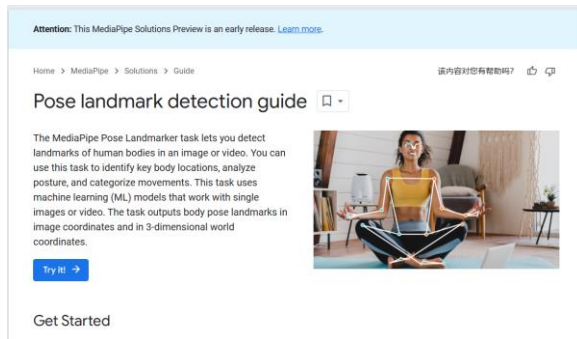 Attention: This MediaPipe Solutions Preview is an early release. Learn more.
Home > MediaPipe > Solutions > Guide
该内容对您有帮助吗?
Pose landmark detection guide
The MediaPipe Pose Landmarker task lets you detect
landmarks of human bodies in an image or video. You can
use this task to identify key body locations, analyze
posture, and categorize movements. This task uses
machine learning (ML) models that work with single
images or video. The task outputs body pose landmarks in
image coordinates and in 3-dimensional world
coordinates.
Try it! →
Get Started